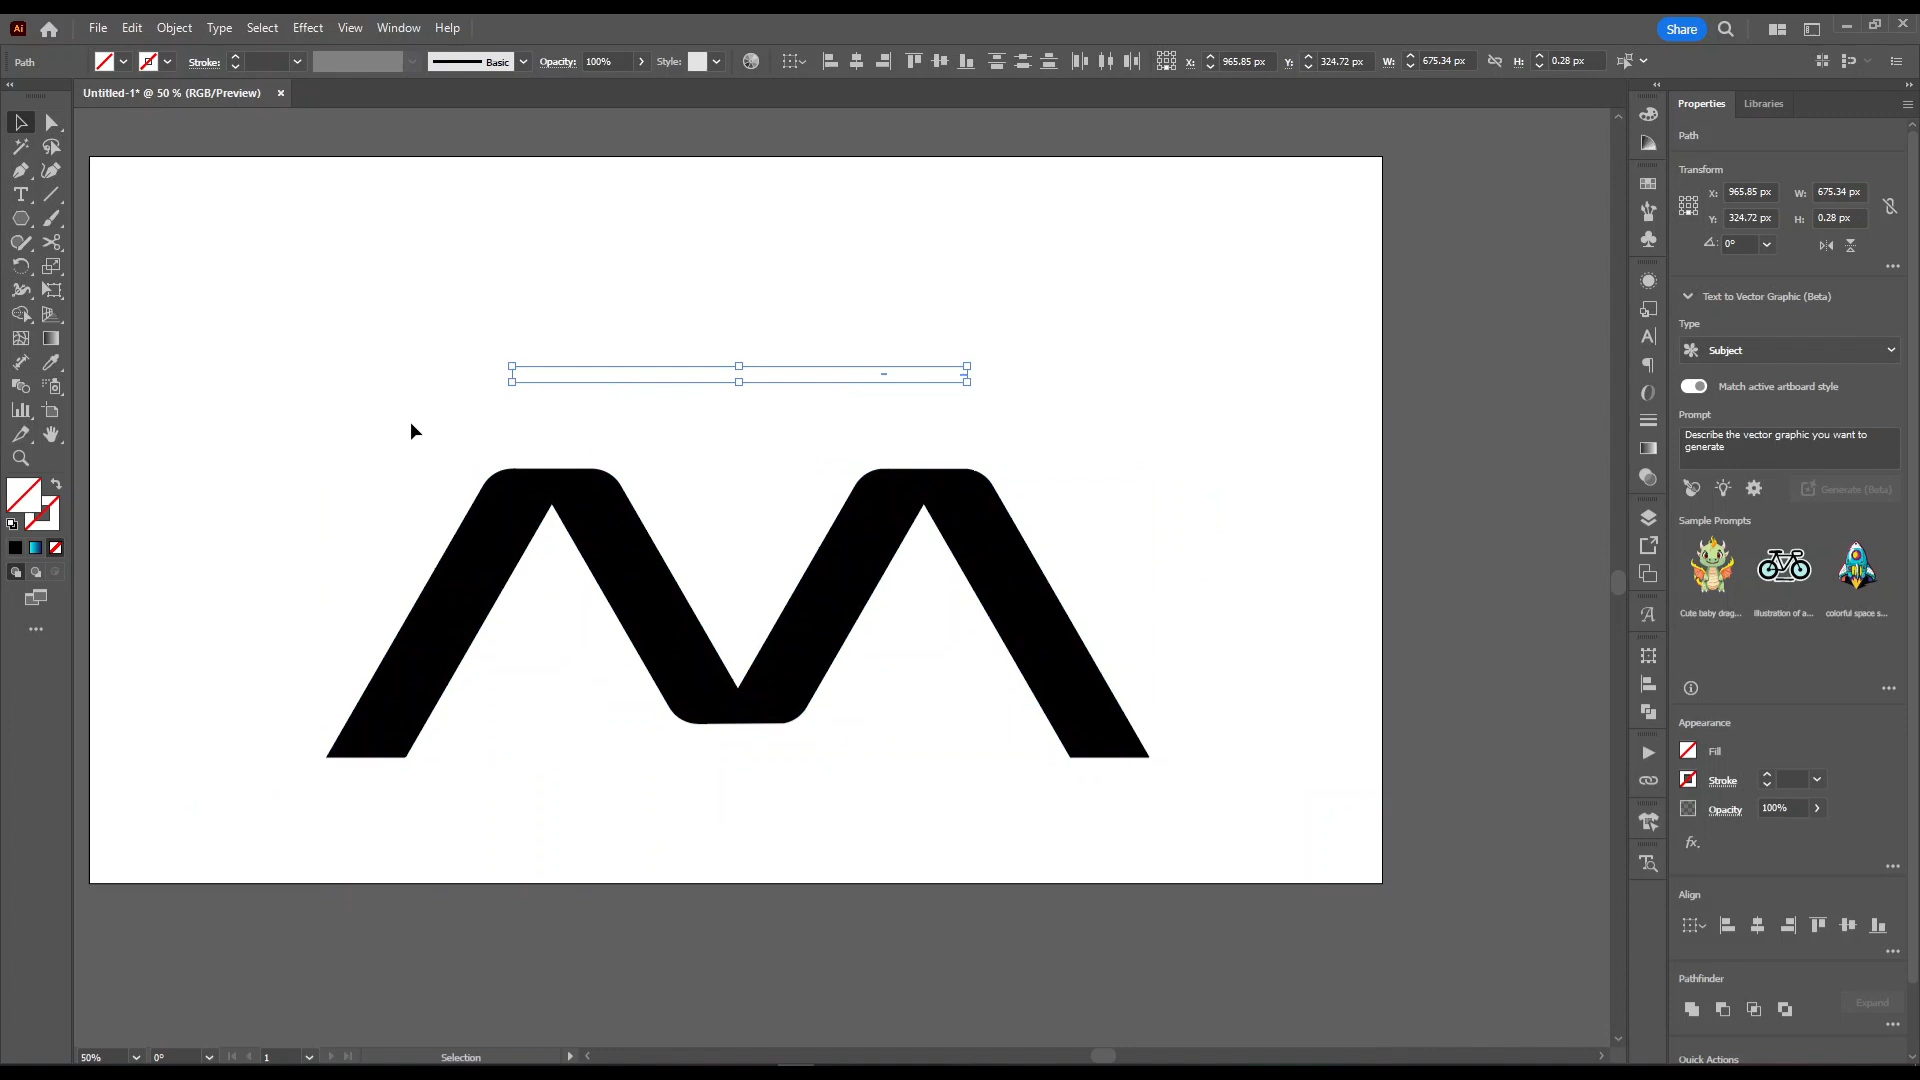 Ai File Edit Object Type Select Effect View Window Help Share
Path Stroke: Basic Opacity: 100% Style: X: 965.85 px Y: 324.72 px W: 675.34 px H: 0.28 px
Untitled-1* @ 50 % (RGB/Preview) ×
Properties Libraries
Path
Transform
X: 965.85 px W: 675.34 px
Y: 324.72 px H: 0.28 px
0°
Text to Vector Graphic (Beta)
Type
Subject
Match active artboard style
Prompt
Describe the vector graphic you want to
generate
Generate (Beta)
Sample Prompts
Cute baby drag... Illustration of a... colorful space s...
Appearance
Fill
Stroke
Opacity 100%
fx.
Align
Pathfinder
Expand
Quick Actions
50% 0° 1 Selection